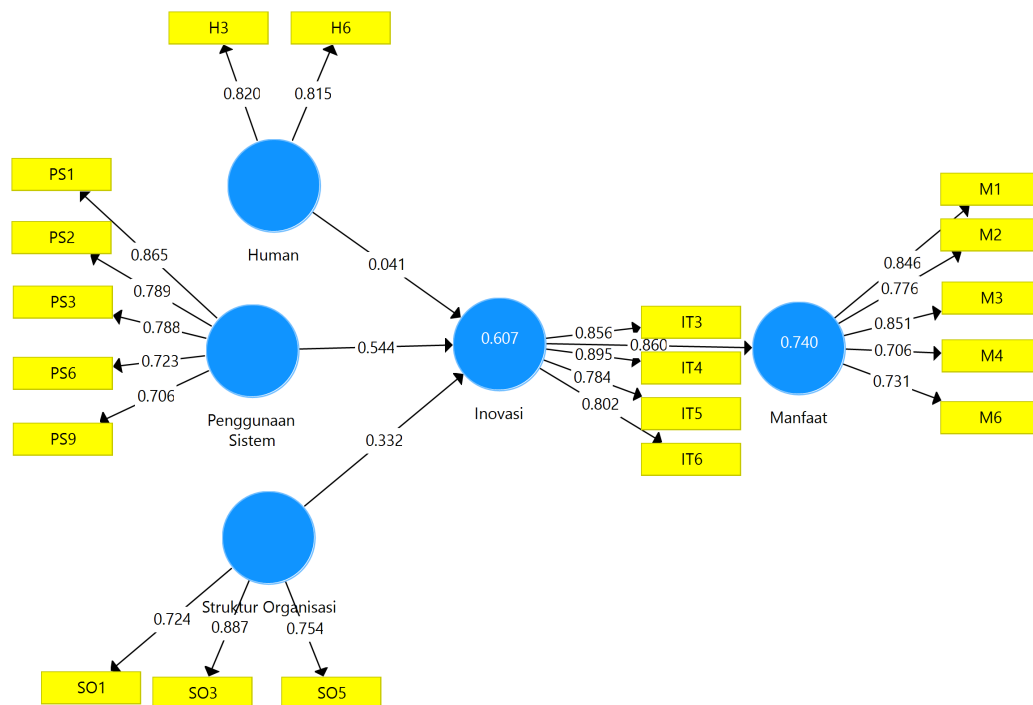 H3
H6
0.820
0.815
PS1
PS2
PS3
PS6
PS9
0.865
0.789
0.788
0.723
0.706
Human
0.041
Penggunaan
Sistem
0.544
0.332
Struktur Organisasi
0.724
0.887
0.754
SO1
SO3
SO5
0.607
Inovasi
0.856
0.860
0.895
0.784
0.802
IT3
IT4
IT5
IT6
0.740
Manfaat
0.846
0.776
0.851
0.706
0.731
M1
M2
M3
M4
M6